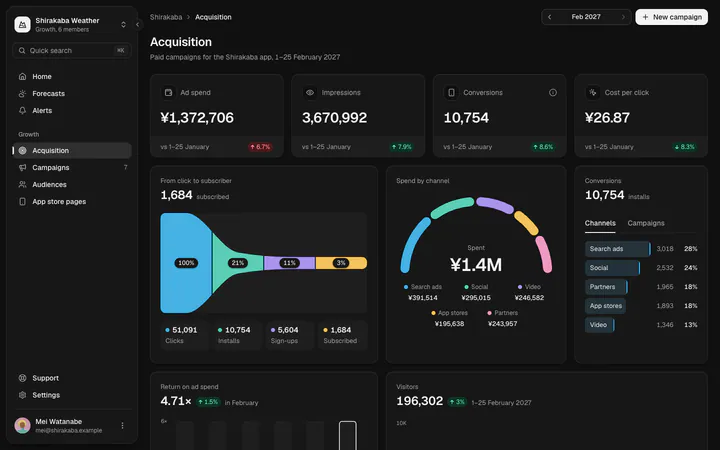 Shirakaba Weather
Growth, 6 members
Quick search
⌘K
Home
Forecasts
Alerts
Growth
Acquisition
Campaigns 7
Audiences
App store pages
Support
Settings
Mei Watanabe
mei@shirakaba.example
Shirakaba > Acquisition
Feb 2027
+ New campaign
Acquisition
Paid campaigns for the Shirakaba app, 1–25 February 2027
Ad spend
¥1,372,706
vs 1–25 January ↑ 6.7%
Impressions
3,670,992
vs 1–25 January ↑ 7.9%
Conversions
10,754
vs 1–25 January ↑ 8.6%
Cost per click
¥26.87
vs 1–25 January ↓ 8.3%
From click to subscriber
1,684 subscribed
100%
21%
11%
3%
51,091
Clicks
10,754
Installs
5,604
Sign-ups
1,684
Subscribed
Spend by channel
Spent
¥1.4M
Search ads
¥391,514
Social
¥295,015
Video
¥246,582
App stores
¥195,638
Partners
¥243,957
Conversions
10,754 installs
Channels
Campaigns
Search ads 3,018 28%
Social 2,532 24%
Partners 1,965 18%
App stores 1,893 18%
Video 1,346 13%
Return on ad spend
4.71× ↑ 1.5% in February
6×
Visitors
196,302 ↑ 3% 1–25 February 2027
10K